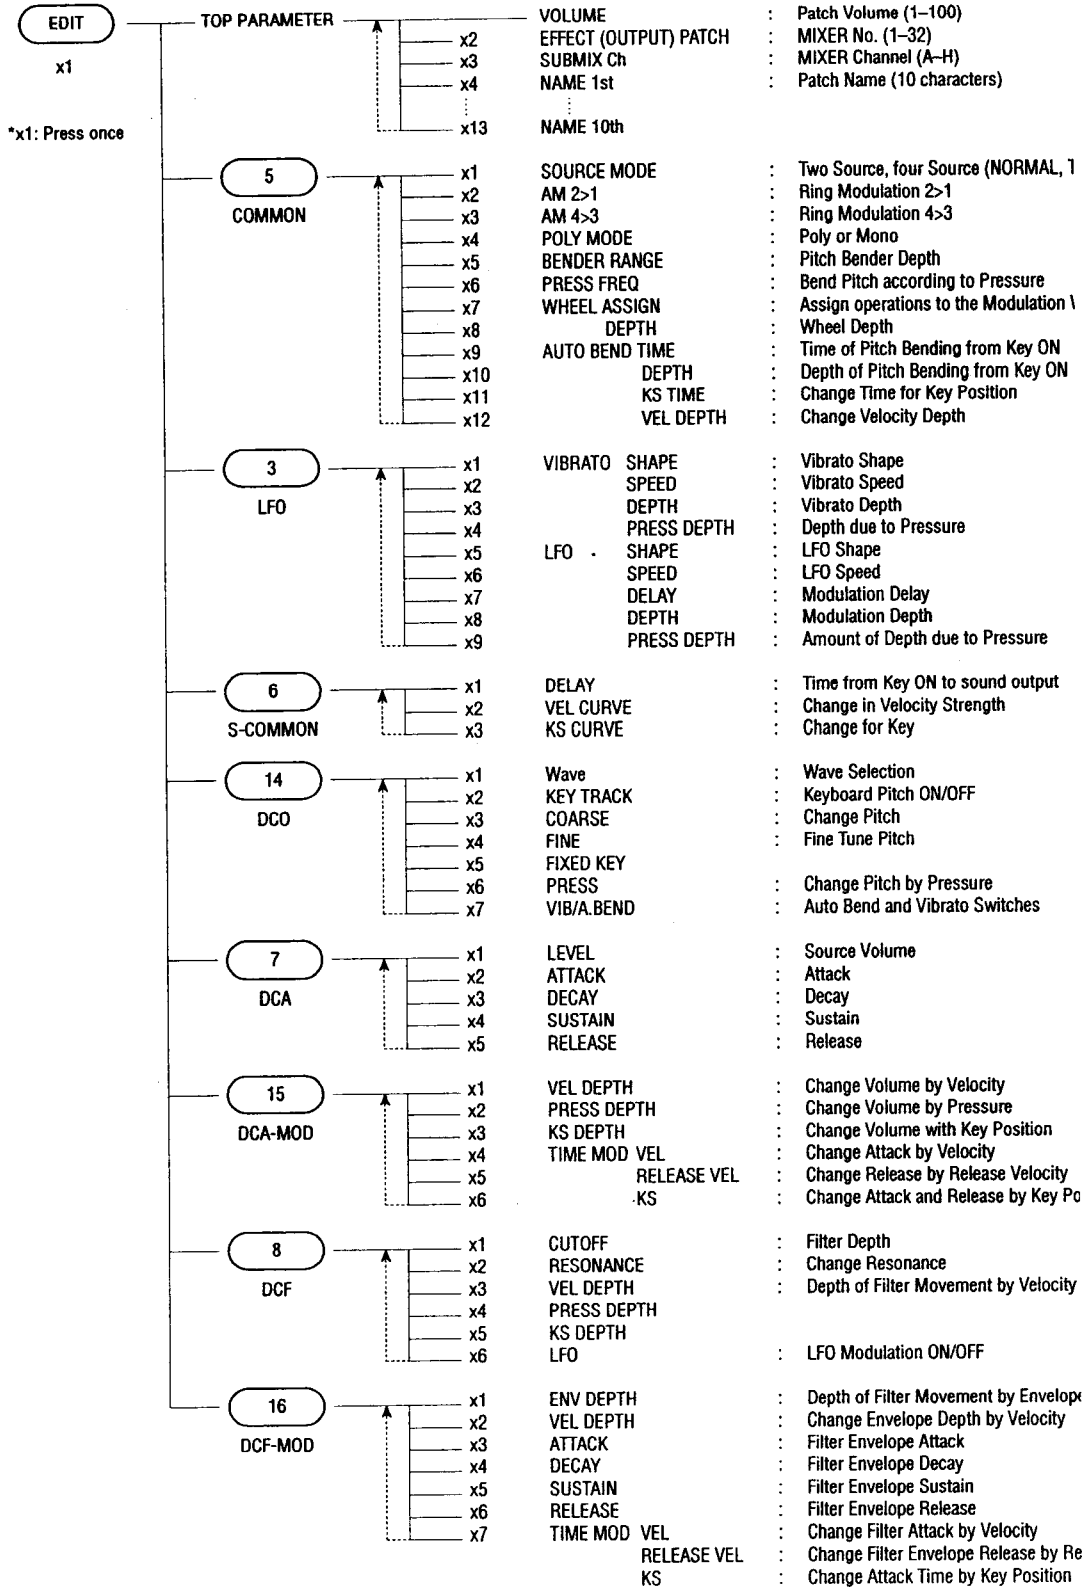 EDIT TOP PARAMETER VOLUME : Patch Volume (1–100)
x2 EFFECT (OUTPUT) PATCH : MIXER No. (1–32)
x1 x3 SUBMIX Ch : MIXER Channel (A–H)
x4 NAME 1st : Patch Name (10 characters)
*x1: Press once x13 NAME 10th
5 x1 SOURCE MODE : Two Source, four Source (NORMAL,
x2 AM 2>1 : Ring Modulation 2>1
COMMON x3 AM 4>3 : Ring Modulation 4>3
x4 POLY MODE : Poly or Mono
x5 BENDER RANGE : Pitch Bender Depth
x6 PRESS FREQ : Bend Pitch according to Pressure
x7 WHEEL ASSIGN : Assign operations to the Modulation
x8 DEPTH : Wheel Depth
x9 AUTO BEND TIME : Time of Pitch Bending from Key ON
x10 DEPTH : Depth of Pitch Bending from Key ON
x11 KS TIME : Change Time for Key Position
x12 VEL DEPTH : Change Velocity Depth
3 x1 VIBRATO SHAPE : Vibrato Shape
x2 SPEED : Vibrato Speed
LFO x3 DEPTH : Vibrato Depth
x4 PRESS DEPTH : Depth due to Pressure
x5 LFO SHAPE : LFO Shape
x6 SPEED : LFO Speed
x7 DELAY : Modulation Delay
x8 DEPTH : Modulation Depth
x9 PRESS DEPTH : Amount of Depth due to Pressure
6 x1 DELAY : Time from Key ON to sound output
x2 VEL CURVE : Change in Velocity Strength
S-COMMON x3 KS CURVE : Change for Key
14 x1 Wave : Wave Selection
x2 KEY TRACK : Keyboard Pitch ON/OFF
DCO x3 COARSE : Change Pitch
x4 FINE : Fine Tune Pitch
x5 FIXED KEY
x6 PRESS : Change Pitch by Pressure
x7 VIB/A.BEND : Auto Bend and Vibrato Switches
7 x1 LEVEL : Source Volume
x2 ATTACK : Attack
DCA x3 DECAY : Decay
x4 SUSTAIN : Sustain
x5 RELEASE : Release
15 x1 VEL DEPTH : Change Volume by Velocity
x2 PRESS DEPTH : Change Volume by Pressure
DCA-MOD x3 KS DEPTH : Change Volume with Key Position
x4 TIME MOD VEL : Change Attack by Velocity
x5 RELEASE VEL : Change Release by Release Velocity
x6 KS : Change Attack and Release by Key Po
8 x1 CUTOFF : Filter Depth
x2 RESONANCE : Change Resonance
DCF x3 VEL DEPTH : Depth of Filter Movement by Velocity
x4 PRESS DEPTH
x5 KS DEPTH
x6 LFO : LFO Modulation ON/OFF
16 x1 ENV DEPTH : Depth of Filter Movement by Envelope
x2 VEL DEPTH : Change Envelope Depth by Velocity
DCF-MOD x3 ATTACK : Filter Envelope Attack
x4 DECAY : Filter Envelope Decay
x5 SUSTAIN : Filter Envelope Sustain
x6 RELEASE : Filter Envelope Release
x7 TIME MOD VEL : Change Filter Attack by Velocity
RELEASE VEL : Change Filter Envelope Release by Re
KS : Change Attack Time by Key Position